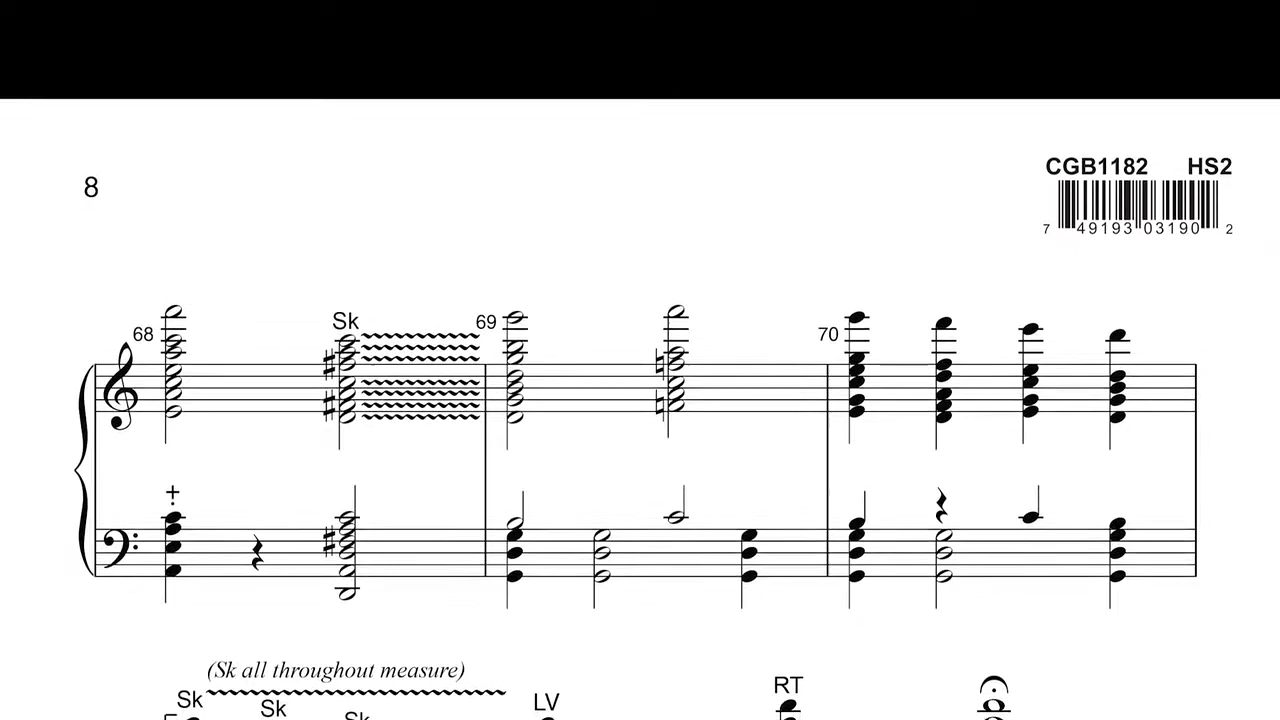 CGB1182 HS2
8
7 49193 03190 2
Sk
68
69
70
(Sk all throughout measure)
Sk
Sk
Sk
LV
RT